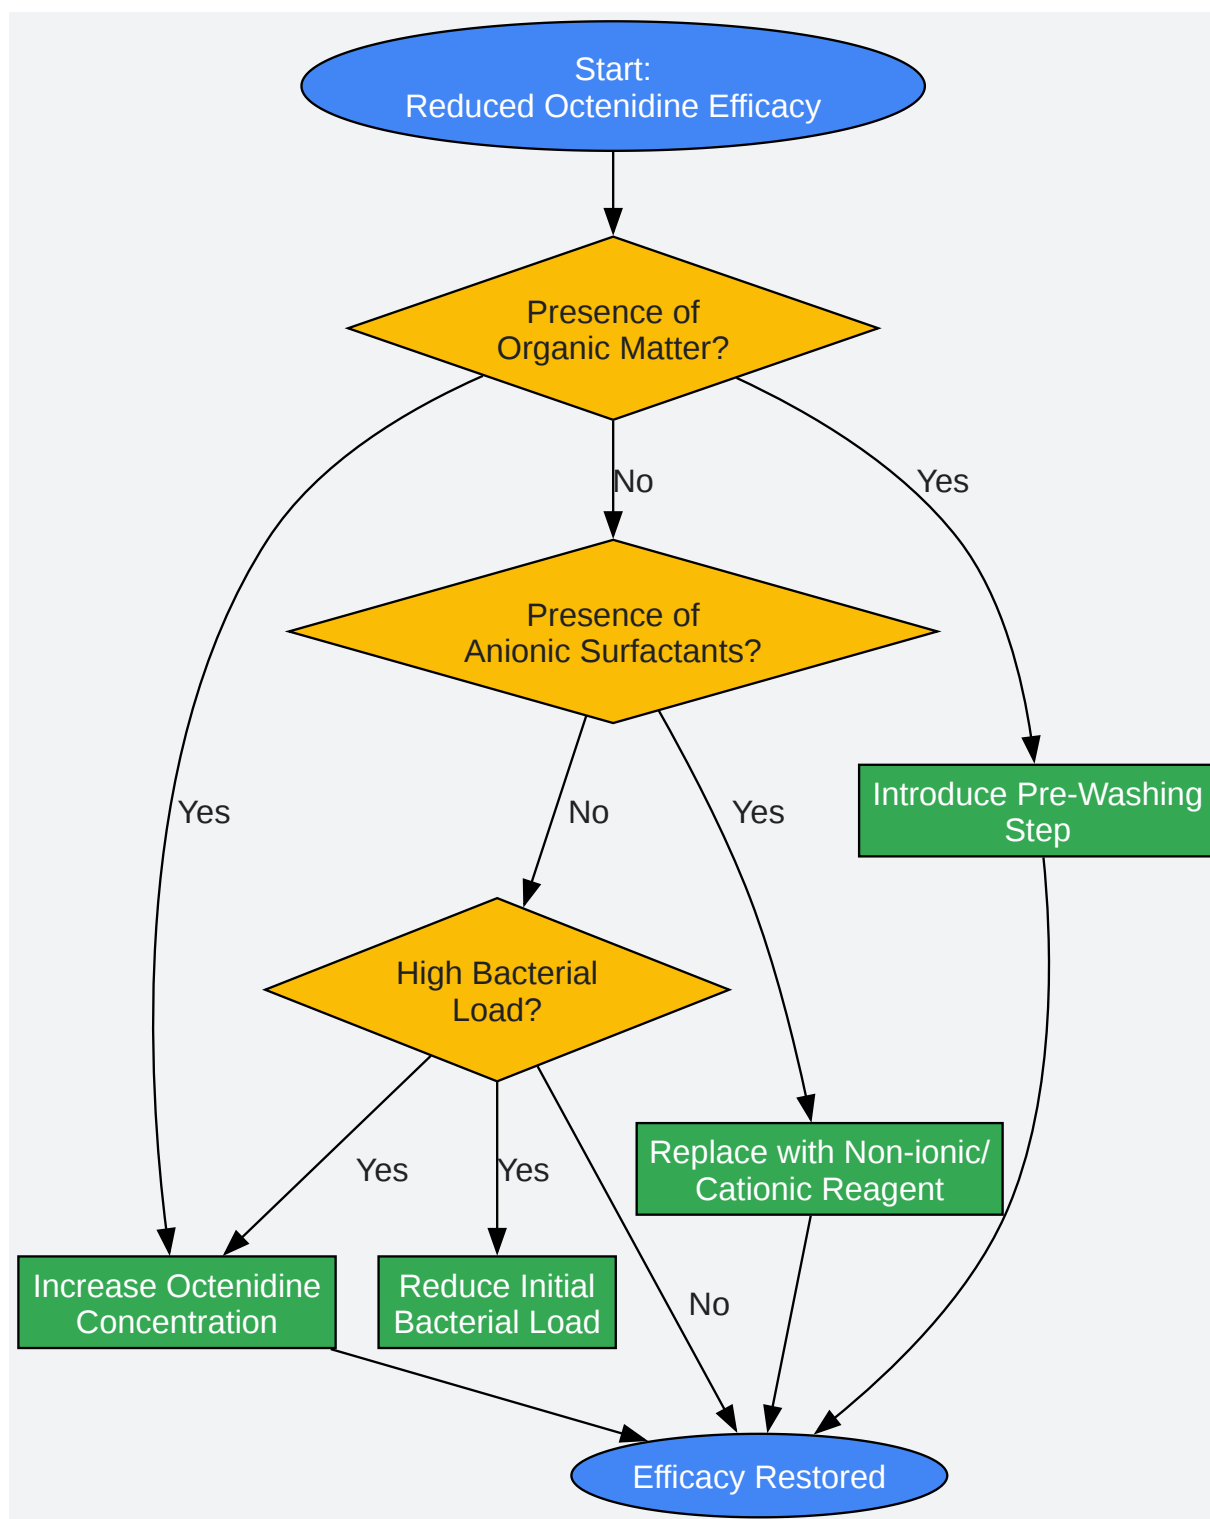 Start:
Reduced Octenidine Efficacy
Presence of
Organic Matter?
No
Yes
Presence of
Anionic Surfactants?
Yes
No
Yes
Introduce Pre-Washing
Step
High Bacterial
Load?
Yes
Yes
Replace with Non-ionic/
Cationic Reagent
Increase Octenidine
Concentration
Reduce Initial
Bacterial Load
No
Efficacy Restored